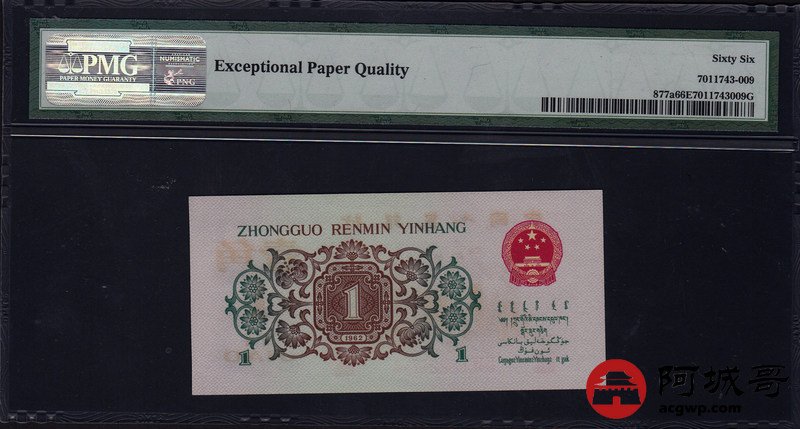 PMG
PAPER MONEY GUARANTY
NUMISMATIC
PNG
Exceptional Paper Quality
Sixty Six
7011743-009
877a66E7011743009G
ZHONGGUO RENMIN YINHANG
1
(1962)
1
1
阿城哥
acgwp.com